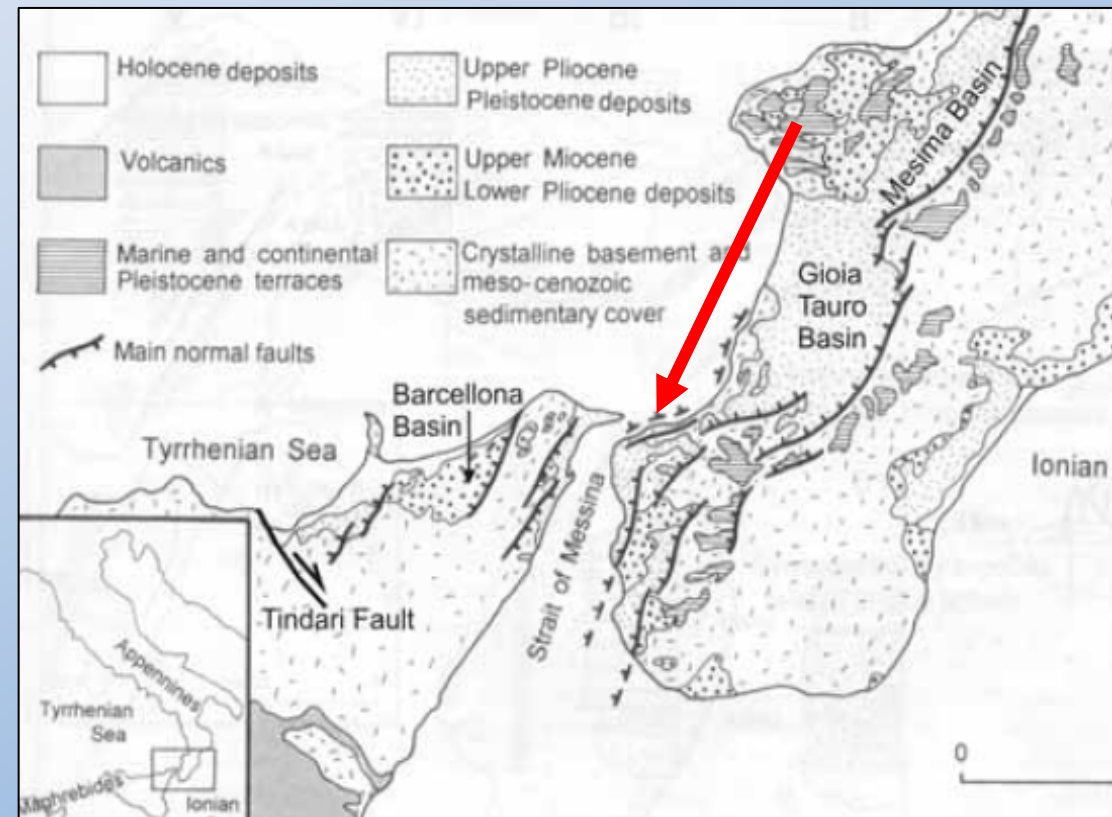 Holocene deposits
Volcanics
Marine and continental
Pleistocene terraces
Main normal faults
Upper Pliocene
Pleistocene deposits
Upper Miocene
Lower Pliocene deposits
Crystalline basement and
meso-cenozoic
sedimentary cover
Mesima Basin
Gioia
Tauro
Basin
Barcellona
Basin
Tyrrhenian Sea
Ionian
Strait of Messina
Tindari Fault
Appennines
Tyrrhenian
Sea
Maghrebides
Ionian
0